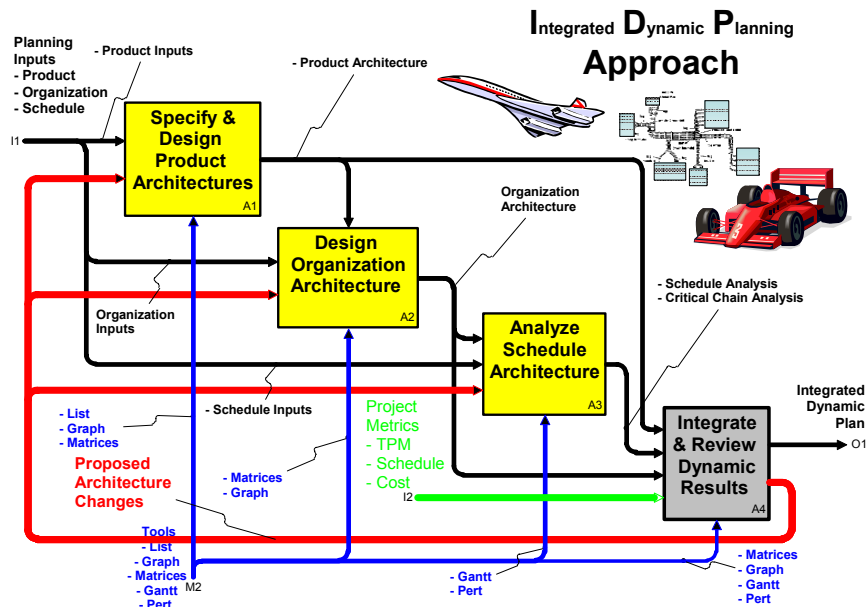 Integrated Dynamic Planning
Approach
Planning
Inputs
- Product
- Organization
- Schedule
- Product Inputs
- Product Architecture
I1
Specify &
Design
Product
Architectures
A1
Organization
Architecture
Design
Organization
Architecture
A2
Organization
Inputs
- Schedule Analysis
- Critical Chain Analysis
Analyze
Schedule
Architecture
A3
- Schedule Inputs
- List
- Graph
- Matrices
Project
Metrics
- TPM
- Schedule
- Cost
I2
Integrate
& Review
Dynamic
Results
A4
Integrated
Dynamic
Plan
O1
Proposed
Architecture
Changes
- Matrices
- Graph
Tools
- List
- Graph
- Matrices
- Gantt
- Pert
M2
- Gantt
- Pert
- Matrices
- Graph
- Gantt
- Pert